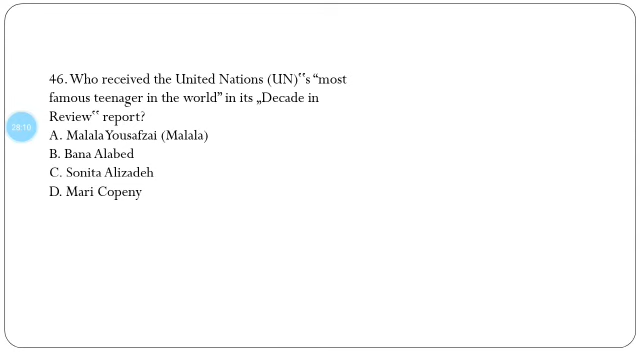 46. Who received the United Nations (UN)‟s “most
famous teenager in the world” in its „Decade in
Review‟ report?
28:10
A. Malala Yousafzai (Malala)
B. Bana Alabed
C. Sonita Alizadeh
D. Mari Copeny